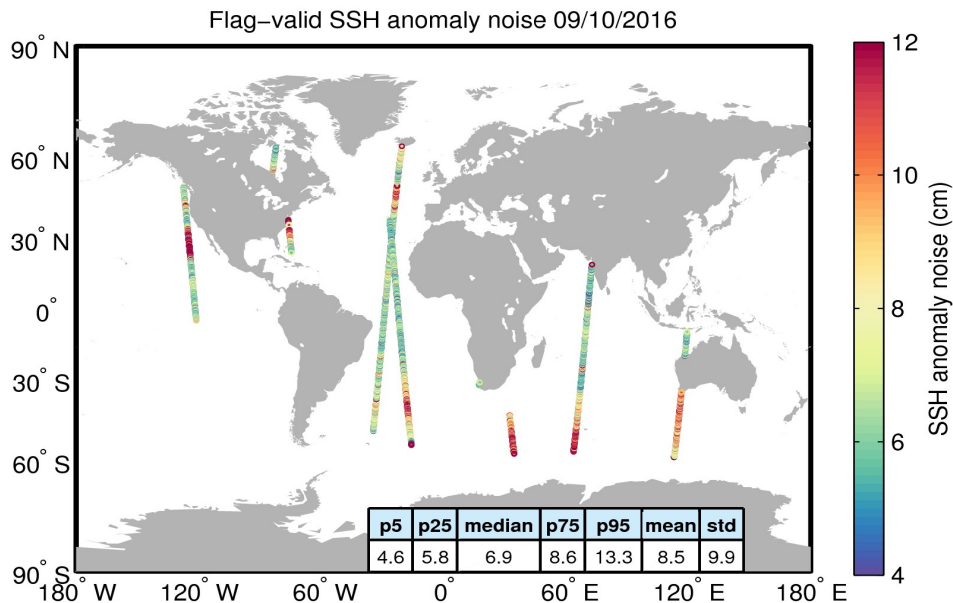 Flag−valid SSH anomaly noise 09/10/2016
90° N
60° N
30° N
0°
30° S
60° S
90° S
180° W 120° W 60° W 0° 60° E 120° E 180° E
p5 p25 median p75 p95 mean std
4.6 5.8 6.9 8.6 13.3 8.5 9.9
12
10
8
6
4
SSH anomaly noise (cm)